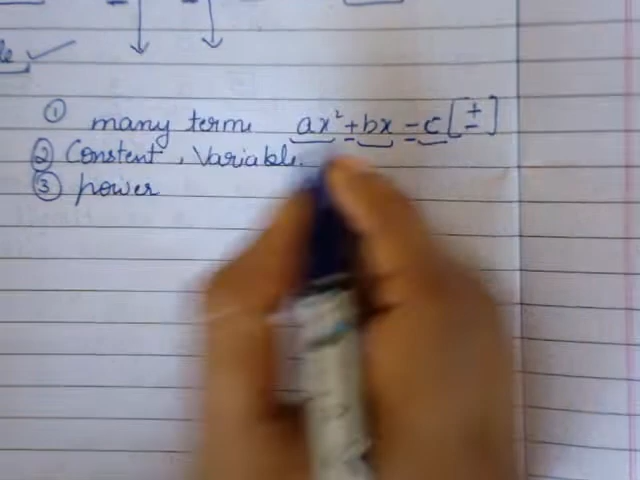 ① many term ax² + bx - c [±]
② Constent, Variable.
③ power